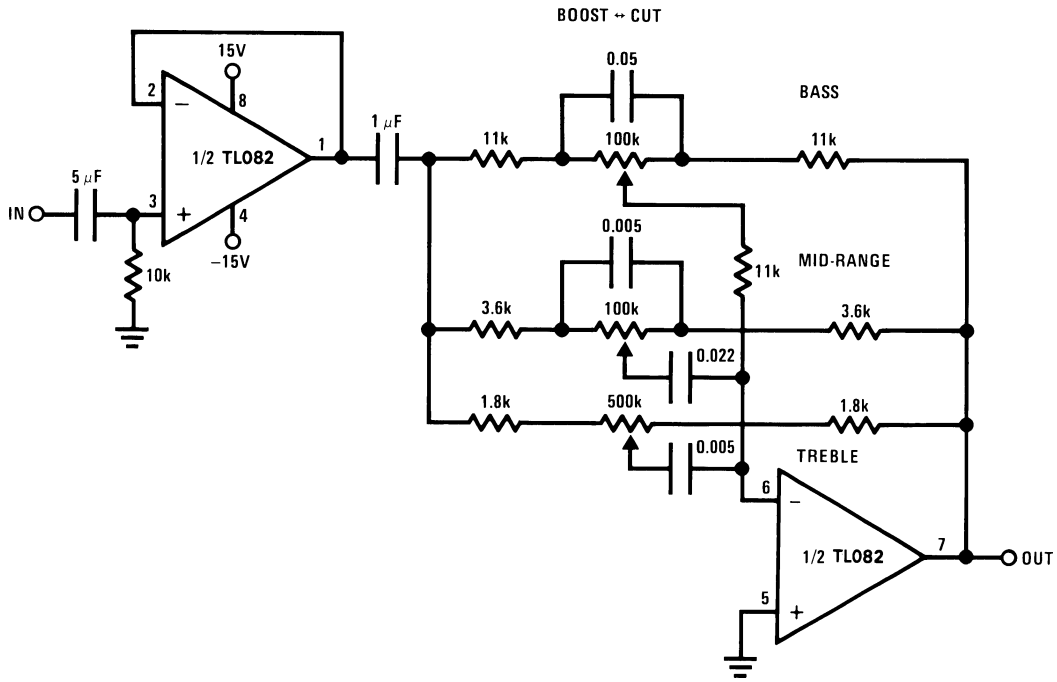 BOOST ↔ CUT
15V
0.05
BASS
2
−
8
1 μF
11k
100k
11k
1/2 TL082
1
5 μF
IN
3
+
4
−15V
10k
0.005
11k
MID-RANGE
3.6k
100k
3.6k
0.022
1.8k
500k
1.8k
0.005
TREBLE
6
−
1/2 TL082
7
OUT
5
+